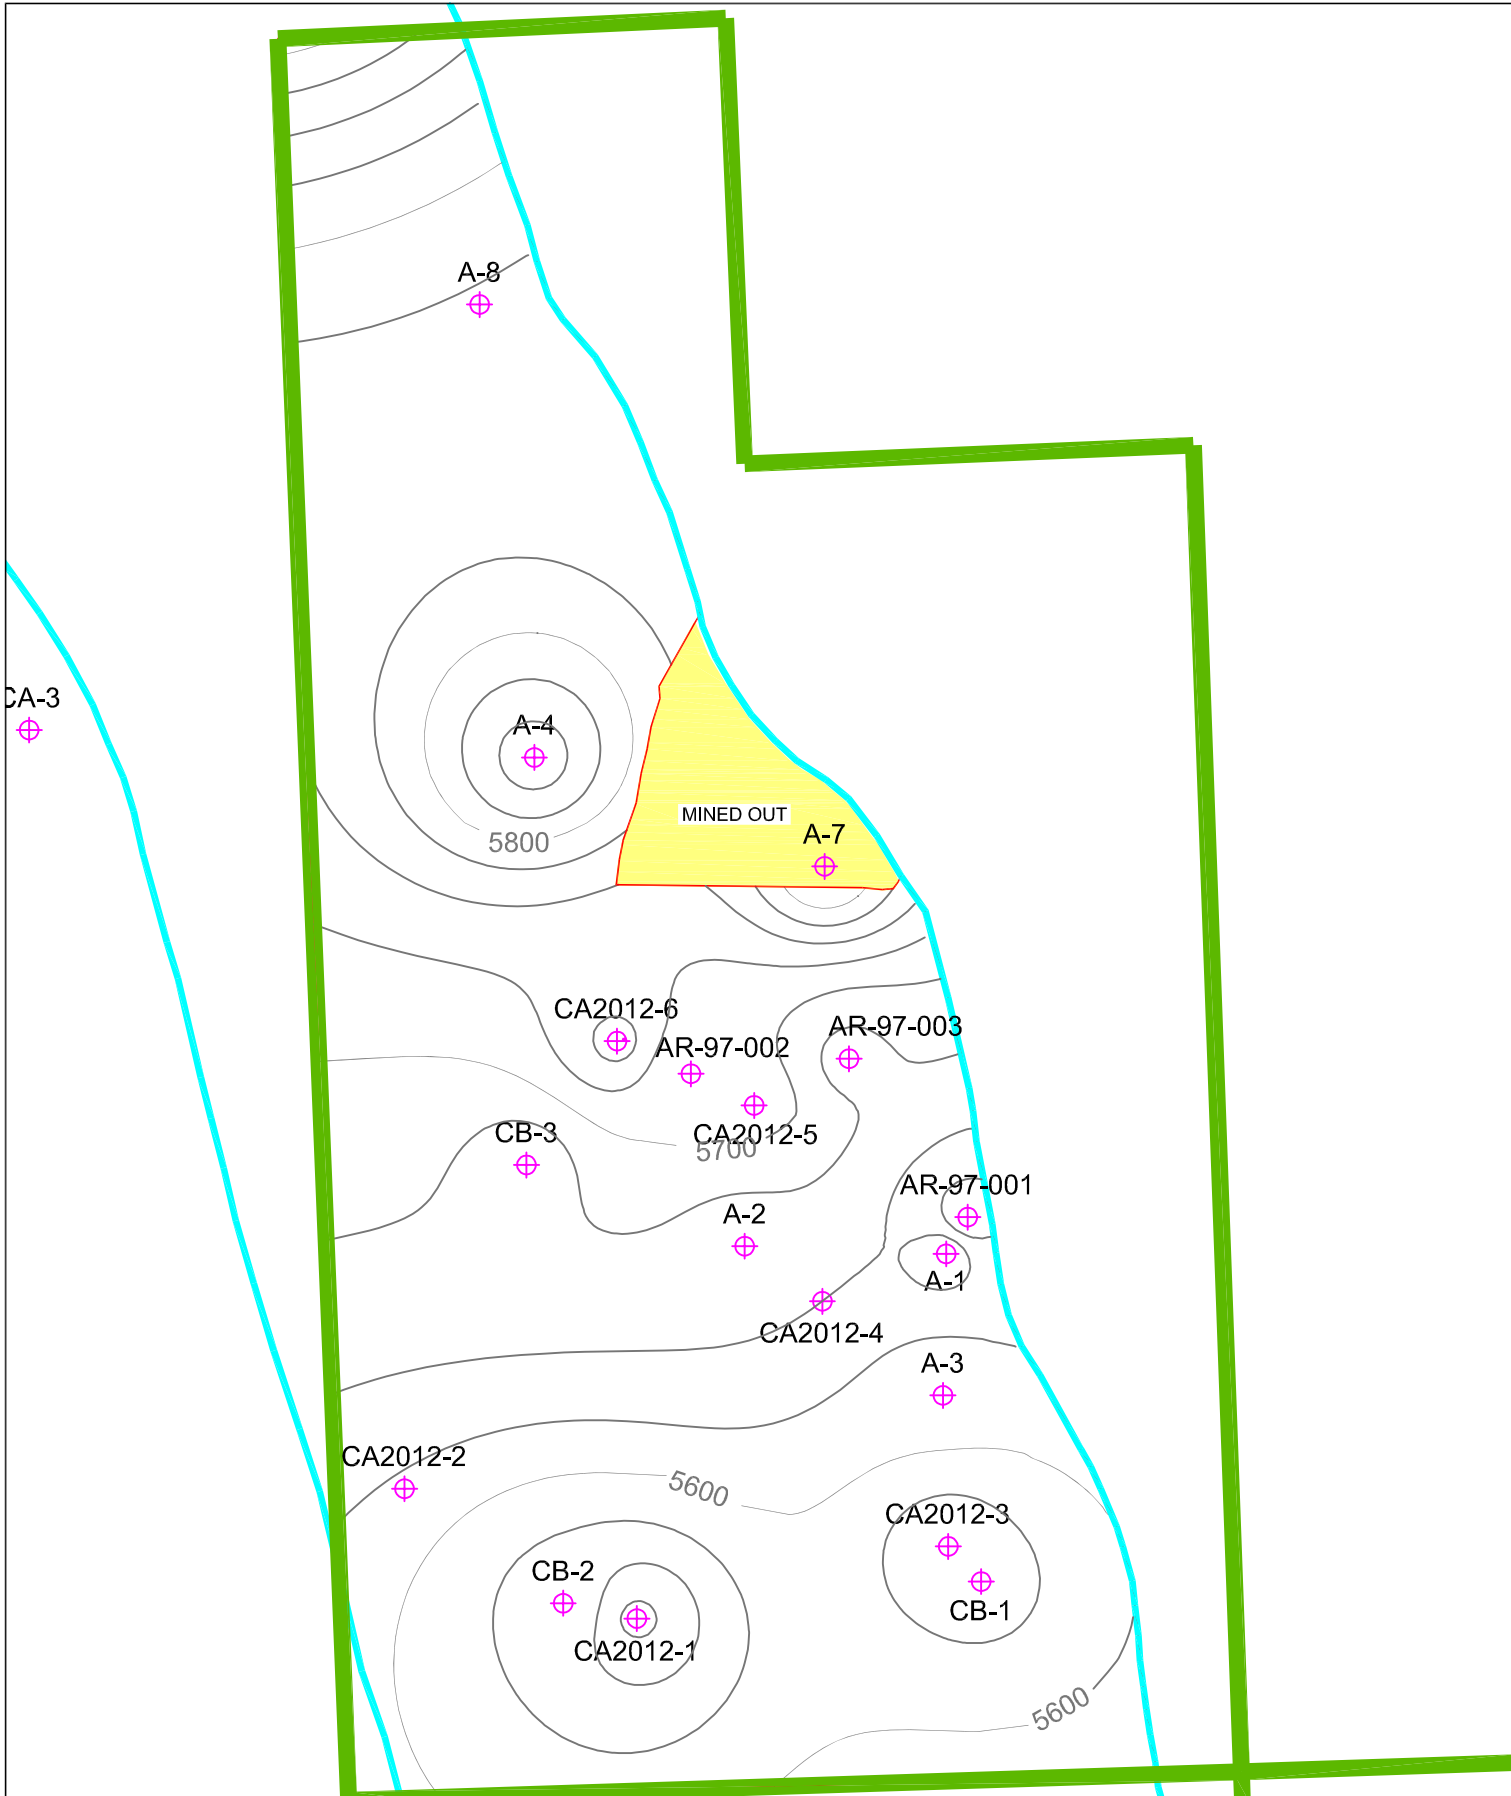 A-8
CA-3
A-4
MINED OUT
A-7
5800
CA2012-6
AR-97-003
AR-97-002
CA2012-5
CB-3
5700
AR-97-001
A-2
A-1
CA2012-4
A-3
CA2012-2
5600
CA2012-3
CB-2
CB-1
CA2012-1
5600